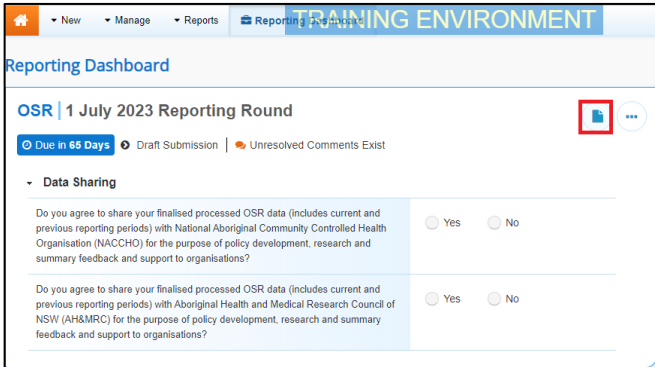 New Manage Reports Reporting Dashboard
TRAINING ENVIRONMENT
Reporting Dashboard
OSR | 1 July 2023 Reporting Round
Due in 65 Days Draft Submission | Unresolved Comments Exist
Data Sharing
Do you agree to share your finalised processed OSR data (includes current and
previous reporting periods) with National Aboriginal Community Controlled Health
Organisation (NACCHO) for the purpose of policy development, research and
summary feedback and support to organisations?
Yes No
Do you agree to share your finalised processed OSR data (includes current and
previous reporting periods) with Aboriginal Health and Medical Research Council of
NSW (AH&MRC) for the purpose of policy development, research and summary
feedback and support to organisations?
Yes No